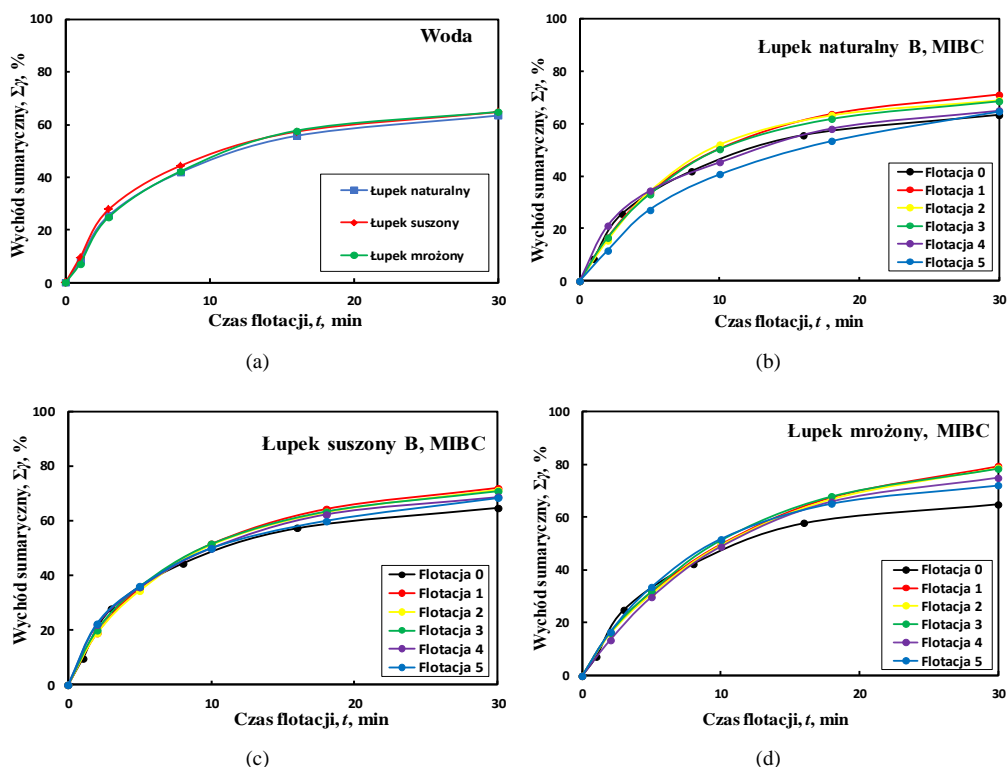 Woda
Wychód sumaryczny, Σγ, %
100
80
60
40
20
0
Łupek naturalny
Łupek suszony
Łupek mrożony
0
10
20
30
Czas flotacji, t, min
(a)
Łupek naturalny B, MIBC
Wychód sumaryczny, Σγ, %
100
80
60
40
20
0
Flotacja 0
Flotacja 1
Flotacja 2
Flotacja 3
Flotacja 4
Flotacja 5
0
10
20
30
Czas flotacji, t , min
(b)
Łupek suszony B, MIBC
Wychód sumaryczny, Σγ, %
100
80
60
40
20
0
Flotacja 0
Flotacja 1
Flotacja 2
Flotacja 3
Flotacja 4
Flotacja 5
0
10
20
30
Czas flotacji, t, min
(c)
Łupek mrożony, MIBC
Wychód sumaryczny, Σγ, %
100
80
60
40
20
0
Flotacja 0
Flotacja 1
Flotacja 2
Flotacja 3
Flotacja 4
Flotacja 5
0
10
20
30
Czas flotacji, t, min
(d)